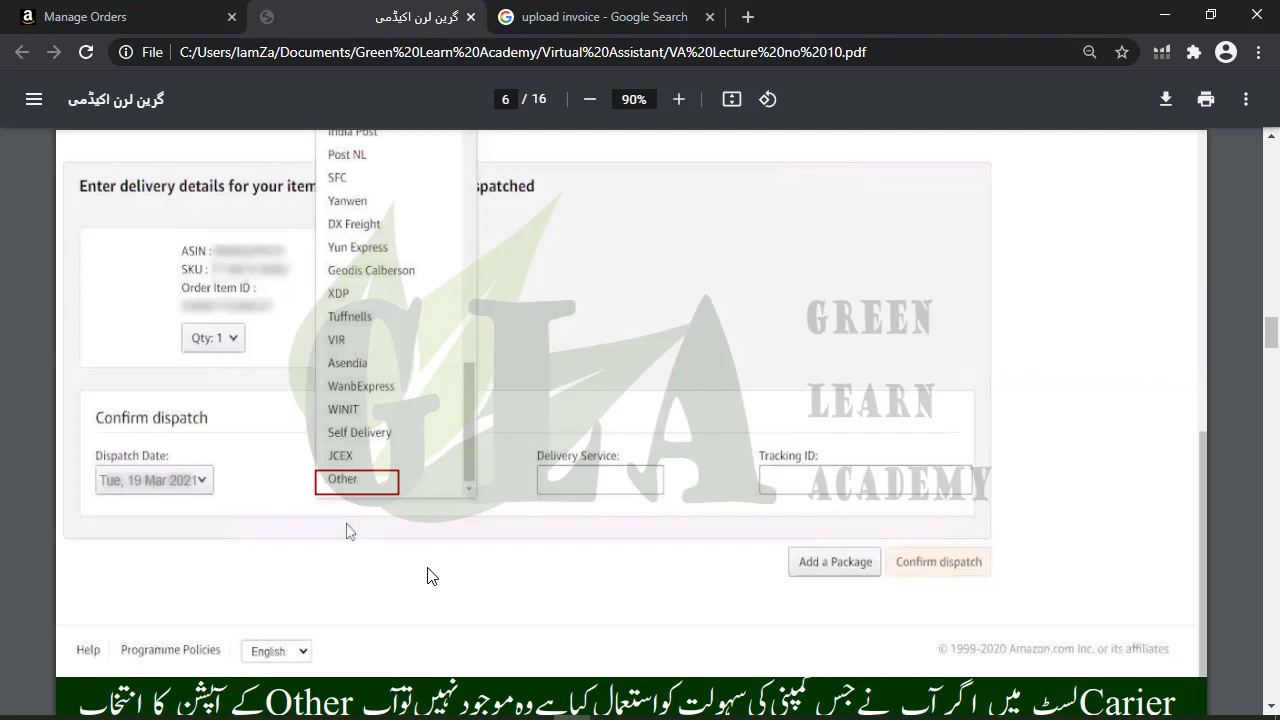 Manage Orders
گرین لرن اکیڈمی
upload invoice - Google Search
File
C:/Users/IamZa/Documents/Green%20Learn%20Academy/Virtual%20Assistant/VA%20Lecture%20no%2010.pdf
گرین لرن اکیڈمی
6 / 16
90%
India Post
Post NL
Enter delivery details for your item
spatched
SFC
Yanwen
DX Freight
Yun Express
Geodis Calberson
XDP
Tuffnells
VIR
Asendia
WanbExpress
WINIT
Self Delivery
JCEX
Other
ASIN :
SKU :
Order Item ID :
Qty: 1
GLA
GREEN
LEARN
ACADEMY
Confirm dispatch
Dispatch Date:
Tue, 19 Mar 2021
Delivery Service:
Tracking ID:
Add a Package
Confirm dispatch
Help
Programme Policies
English
© 1999-2020 Amazon.com Inc. or its affiliates
Carier لسٹ میں اگر آپ نے جس کمپنی کی سہولت کو استعمال کیا ہے وہ موجود نہیں تو آپ Other کے آپشن کا انتخاب